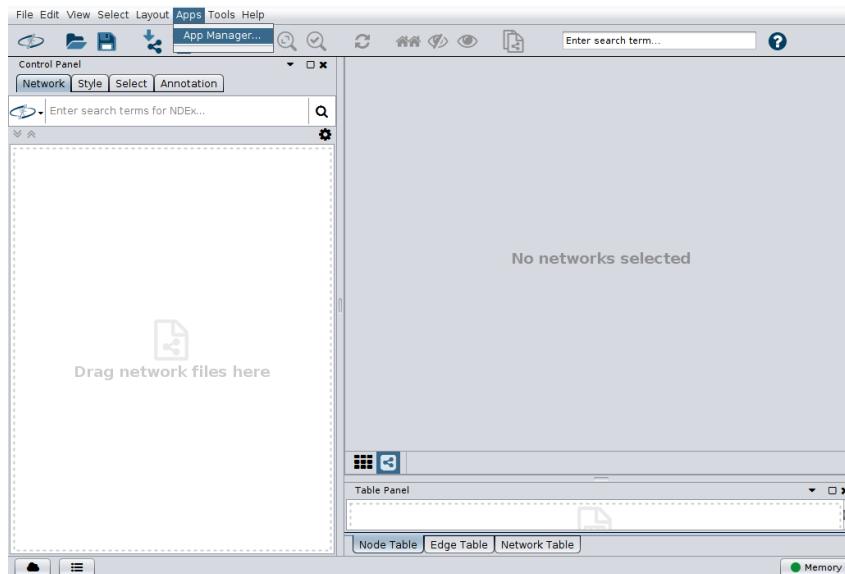 File Edit View Select Layout Apps Tools Help
App Manager...
Enter search term...
Control Panel
Network Style Select Annotation
Enter search terms for NDEx...
No networks selected
Drag network files here
Table Panel
Node Table Edge Table Network Table
Memory